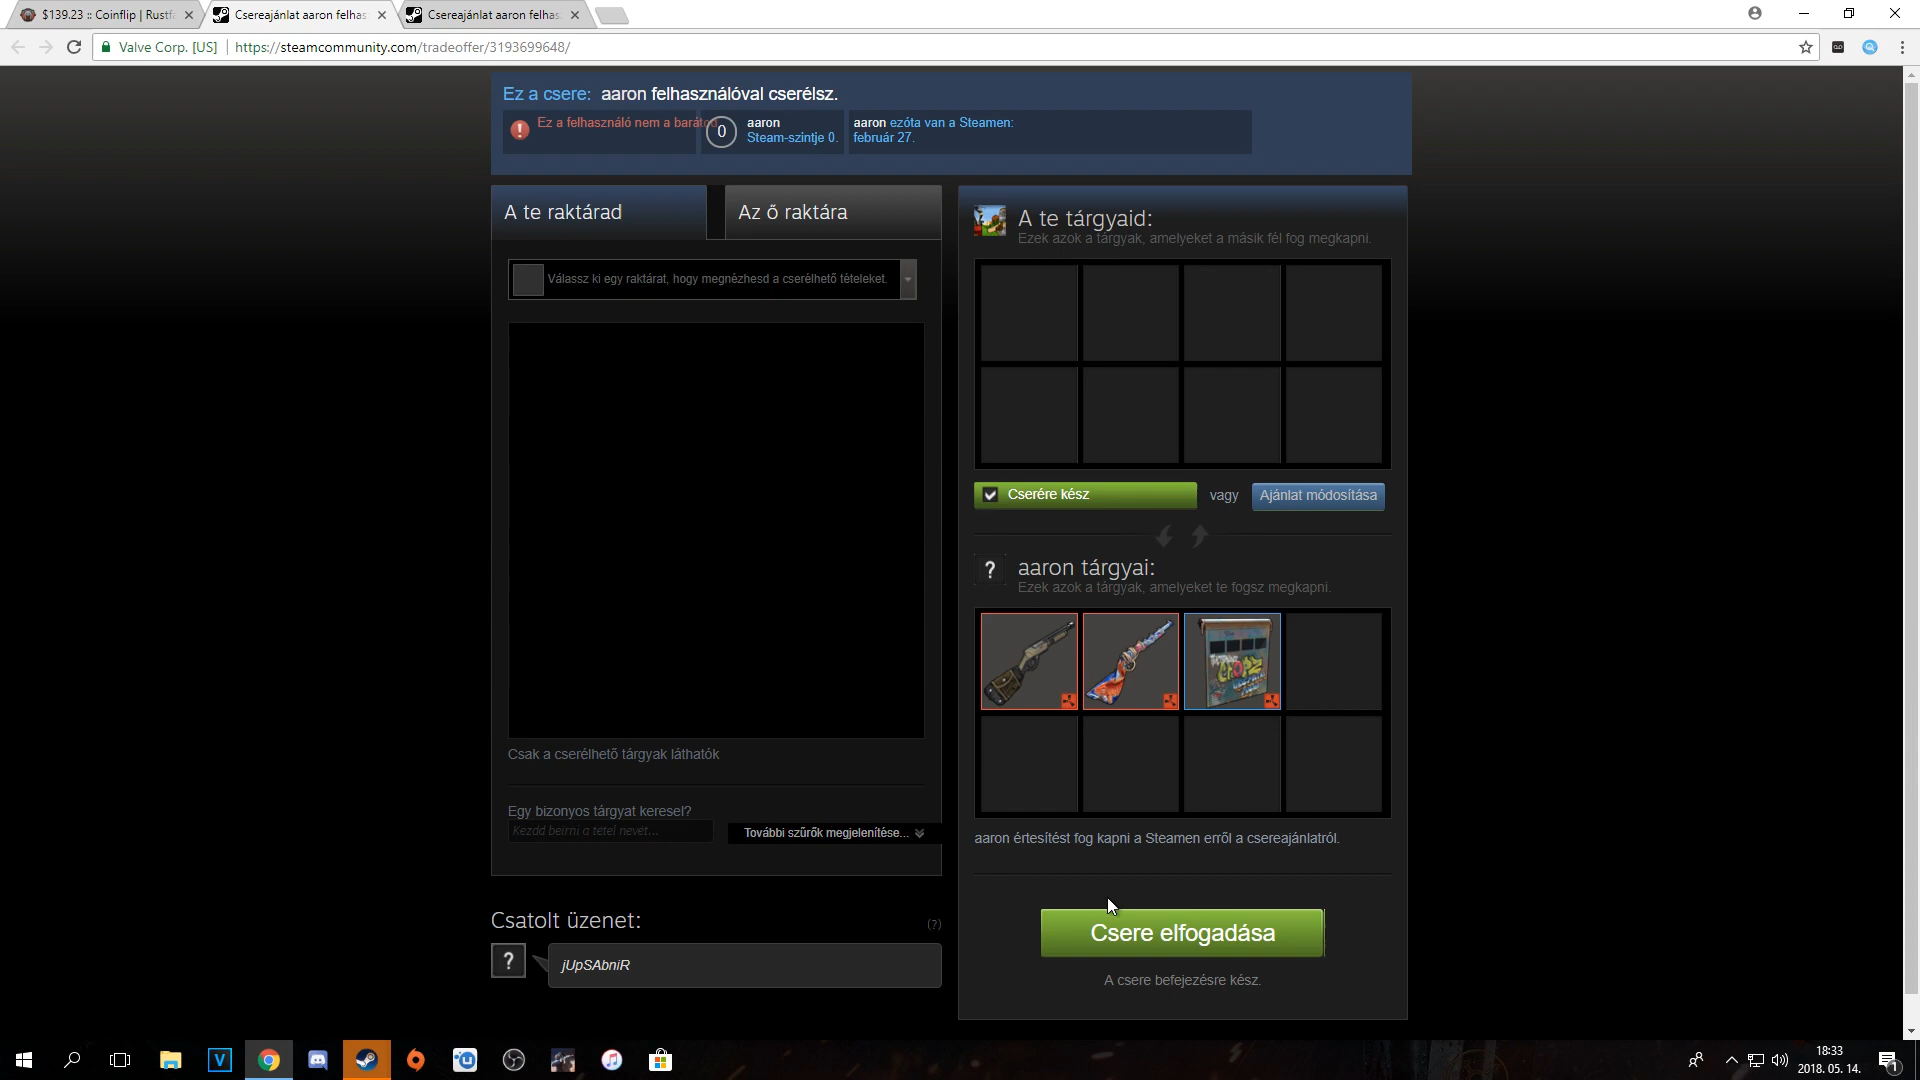 $139.23 :: Coinflip | Rustf
Csereajánlat aaron felhas
Csereajánlat aaron felhas
Valve Corp. [US]
https://steamcommunity.com/tradeoffer/3193699648/
Ez a csere: aaron felhasználóval cserélsz.
Ez a felhasználó nem a barátod
0
aaron
Steam-szintje 0.
aaron ezóta van a Steamen:
február 27.
A te raktárad
Az ő raktára
Válassz ki egy raktárat, hogy megnézhesd a cserélhető tételeket.
Csak a cserélhető tárgyak láthatók
Egy bizonyos tárgyat keresel?
Kezdd beírni a tétel nevét...
További szűrők megjelenítése...
Csatolt üzenet:
(?)
?
jUpSAbniR
A te tárgyaid:
Ezek azok a tárgyak, amelyeket a másik fél fog megkapni.
Cserére kész
vagy
Ajánlat módosítása
?
aaron tárgyai:
Ezek azok a tárgyak, amelyeket te fogsz megkapni.
aaron értesítést fog kapni a Steamen erről a csereajánlatról.
Csere elfogadása
A csere befejezésre kész.
18:33
2018. 05. 14.
1